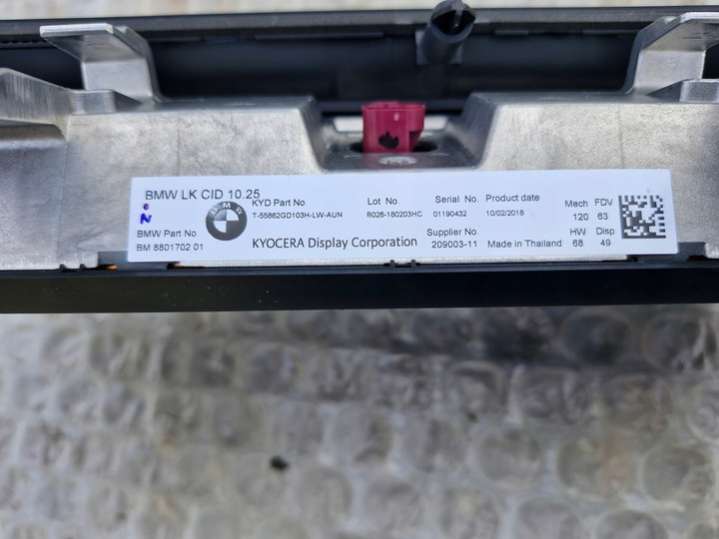 BMW LK CID 10.25
N
BMW Part No
BM 8801702 01
BMW
KYD Part No
T-55862GD103H-LW-AUN
Lot No
R026-180203HC
Serial No.
01190432
Product date
10/02/2018
KYOCERA Display Corporation
Supplier No
209003-11
Made in Thailand
Mech FDV
120 63
HW Disp
68 49